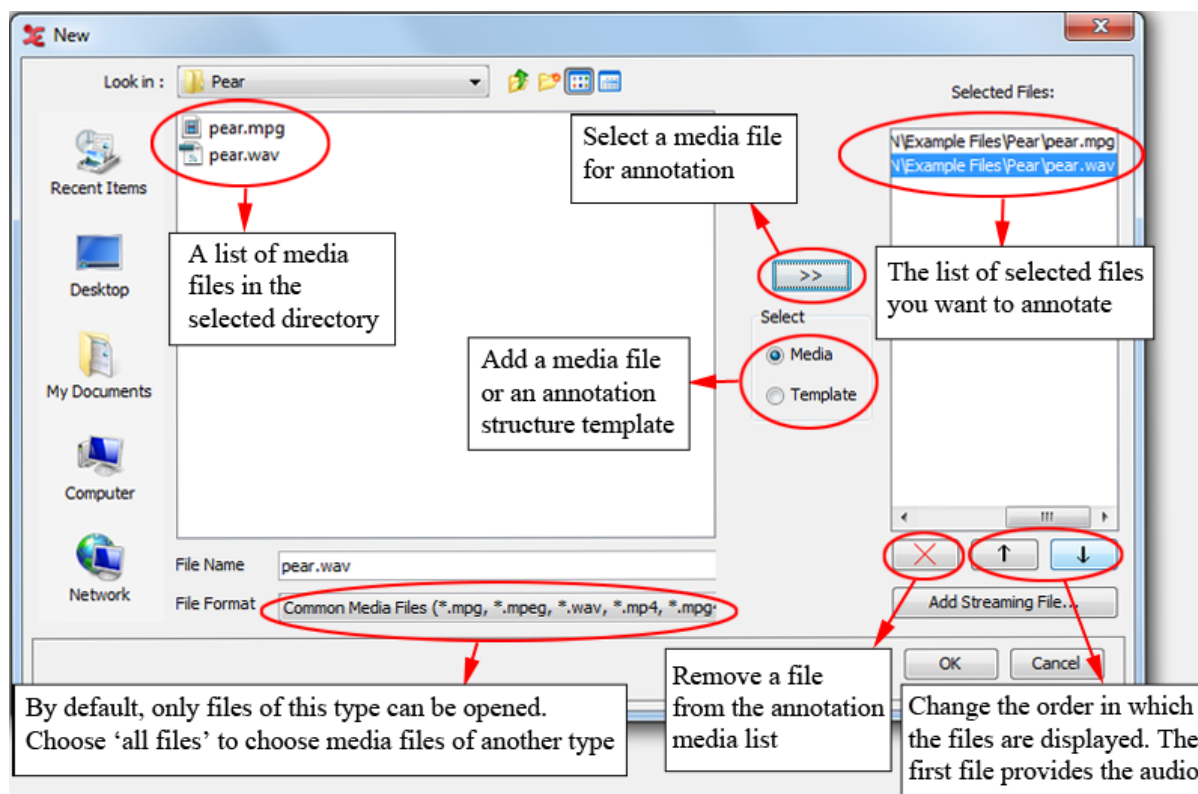 New
Look in :
Pear
Selected Files:
pear.mpg
pear.wav
Select a media file
for annotation
\Example Files\Pear\pear.mpg
\Example Files\Pear\pear.wav
Recent Items
A list of media
files in the
selected directory
>>
The list of selected files
you want to annotate
Desktop
Select
Media
Template
Add a media file
or an annotation
structure template
My Documents
Computer
Network
File Name
pear.wav
File Format
Common Media Files (*.mpg, *.mpeg, *.wav, *.mp4, *.mpg
Add Streaming File...
OK
Cancel
By default, only files of this type can be opened.
Choose ‘all files’ to choose media files of another type
Remove a file
from the annotation
media list
Change the order in which
the files are displayed. The
first file provides the audio